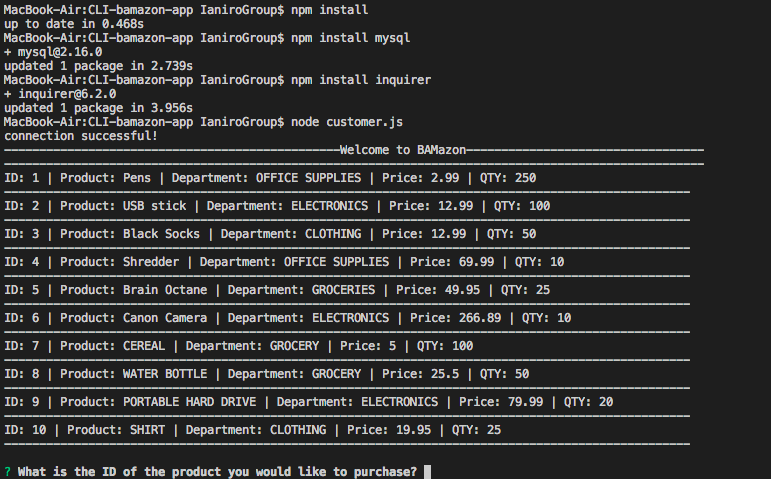 MacBook-Air:CLI-bamazon-app IaniroGroup$ npm install
up to date in 0.468s
MacBook-Air:CLI-bamazon-app IaniroGroup$ npm install mysql
+ mysql@2.16.0
updated 1 package in 2.739s
MacBook-Air:CLI-bamazon-app IaniroGroup$ npm install inquirer
+ inquirer@6.2.0
updated 1 package in 3.956s
MacBook-Air:CLI-bamazon-app IaniroGroup$ node customer.js
connection successful!
------------------------------------------------Welcome to BAMazon----------------------------------
----------------------------------------------------------------------------------------------------
ID: 1 | Product: Pens | Department: OFFICE SUPPLIES | Price: 2.99 | QTY: 250
--------------------------------------------------------------------------------------------------
ID: 2 | Product: USB stick | Department: ELECTRONICS | Price: 12.99 | QTY: 100
--------------------------------------------------------------------------------------------------
ID: 3 | Product: Black Socks | Department: CLOTHING | Price: 12.99 | QTY: 50
--------------------------------------------------------------------------------------------------
ID: 4 | Product: Shredder | Department: OFFICE SUPPLIES | Price: 69.99 | QTY: 10
--------------------------------------------------------------------------------------------------
ID: 5 | Product: Brain Octane | Department: GROCERIES | Price: 49.95 | QTY: 25
--------------------------------------------------------------------------------------------------
ID: 6 | Product: Canon Camera | Department: ELECTRONICS | Price: 266.89 | QTY: 10
--------------------------------------------------------------------------------------------------
ID: 7 | Product: CEREAL | Department: GROCERY | Price: 5 | QTY: 100
--------------------------------------------------------------------------------------------------
ID: 8 | Product: WATER BOTTLE | Department: GROCERY | Price: 25.5 | QTY: 50
--------------------------------------------------------------------------------------------------
ID: 9 | Product: PORTABLE HARD DRIVE | Department: ELECTRONICS | Price: 79.99 | QTY: 20
--------------------------------------------------------------------------------------------------
ID: 10 | Product: SHIRT | Department: CLOTHING | Price: 19.95 | QTY: 25
--------------------------------------------------------------------------------------------------
? What is the ID of the product you would like to purchase?